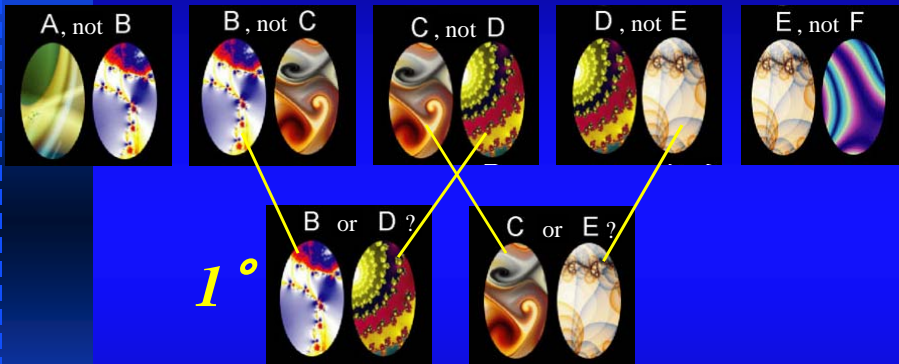 A, not B
B, not C
C, not D
D, not E
E, not F
B or D ?
C or E ?
1°